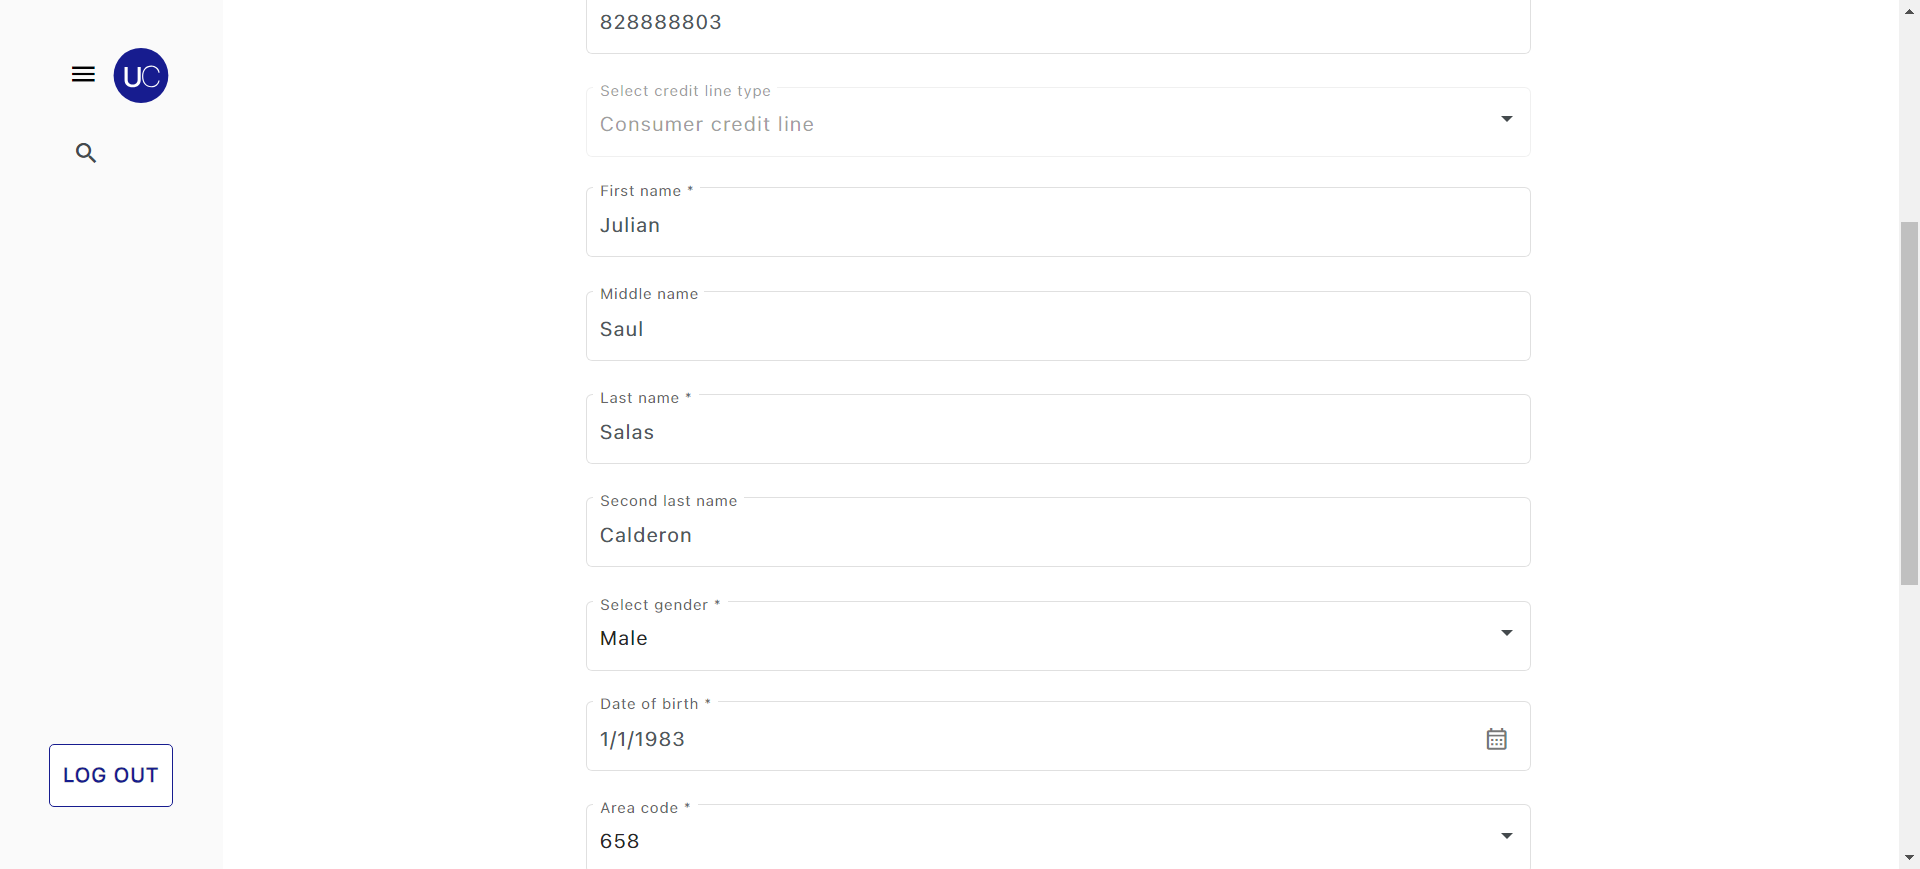 828888803
UC
Select credit line type
Consumer credit line
First name *
Julian
Middle name
Saul
Last name *
Salas
Second last name
Calderon
Select gender *
Male
Date of birth *
1/1/1983
LOG OUT
Area code *
658